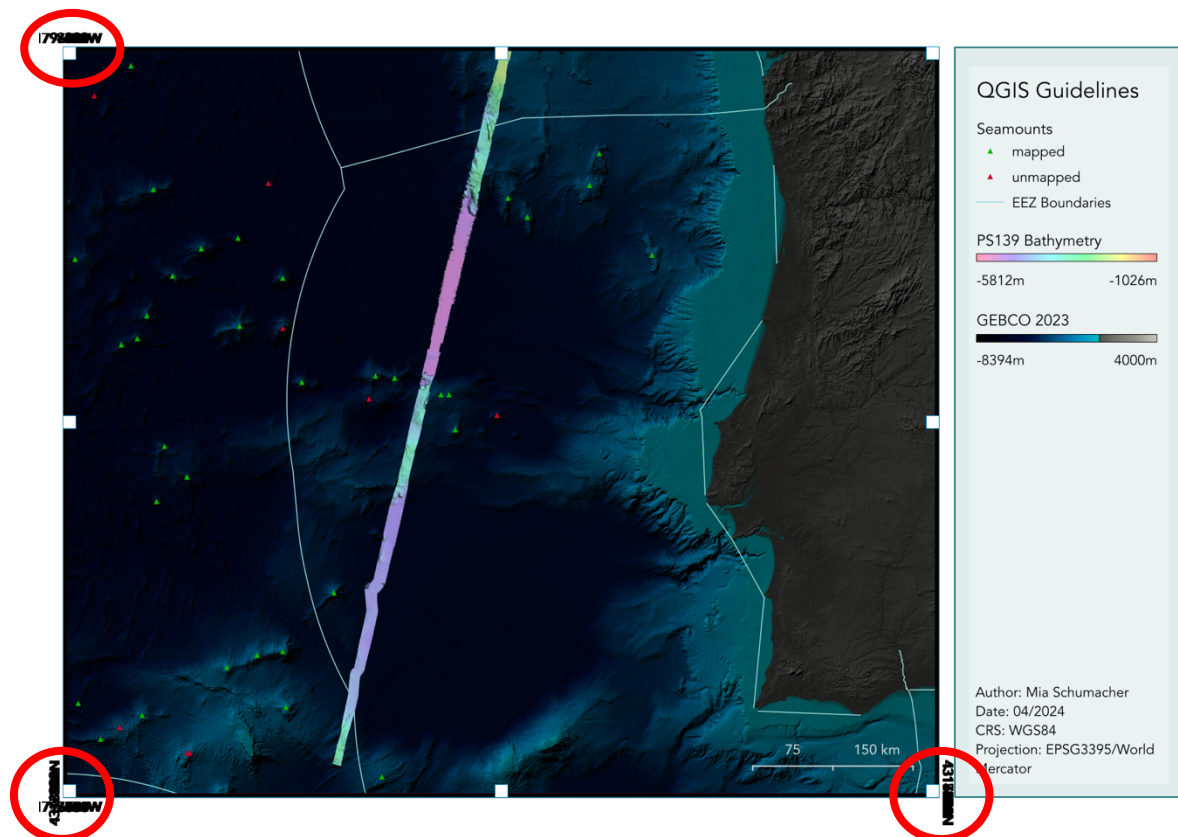 QGIS Guidelines
Seamounts
mapped
unmapped
EEZ Boundaries
PS139 Bathymetry
-5812m -1026m
GEBCO 2023
-8394m 4000m
75 150 km
Author: Mia Schumacher
Date: 04/2024
CRS: WGS84
Projection: EPSG3395/World
Mercator